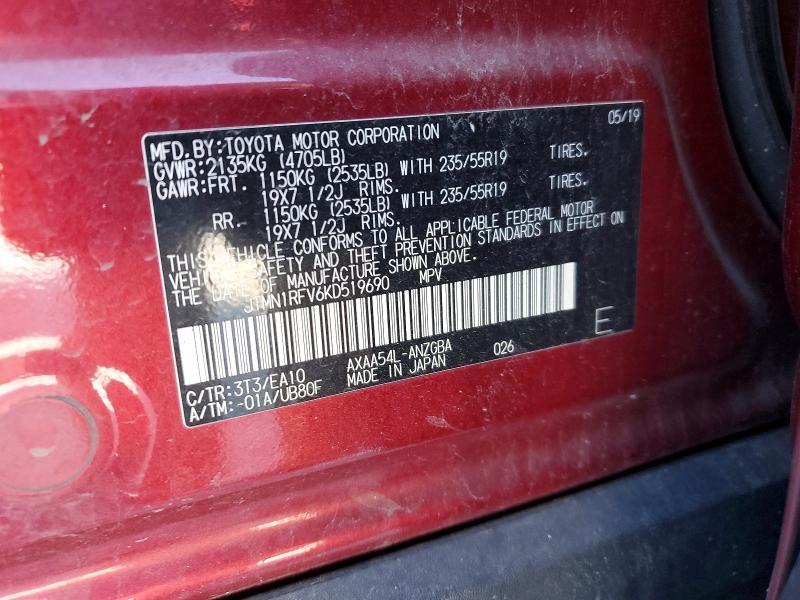 05/19
MFD.BY:TOYOTA MOTOR CORPORATION
GVWR:2135KG (4705LB)
GAWR:FRT. 1150KG (2535LB) WITH 235/55R19 TIRES.
19X7 1/2J RIMS.
RR. 1150KG (2535LB) WITH 235/55R19 TIRES.
19X7 1/2J RIMS.
THIS VEHICLE CONFORMS TO ALL APPLICABLE FEDERAL MOTOR
VEHICLE SAFETY AND THEFT PREVENTION STANDARDS IN EFFECT ON
THE DATE OF MANUFACTURE SHOWN ABOVE.
JTMN1RFV6KD519690 MPV
E
C/TR:3T3/EA10 AXAA54L-ANZGBA 026
A/TM:-01A/UB80F MADE IN JAPAN